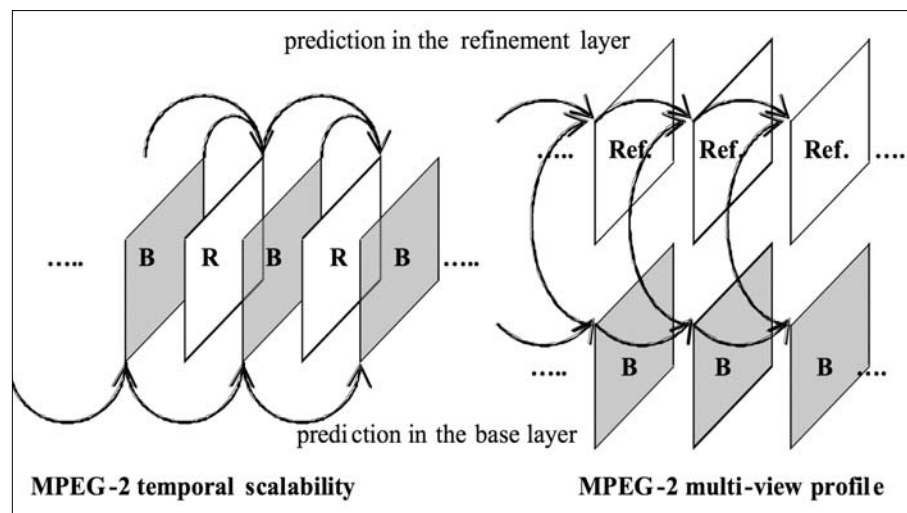 prediction in the refinement layer
..... Ref. Ref. Ref. ....
..... B R B R B .....
..... B B B ....
prediction in the base layer
MPEG-2 temporal scalability
MPEG-2 multi-view profile